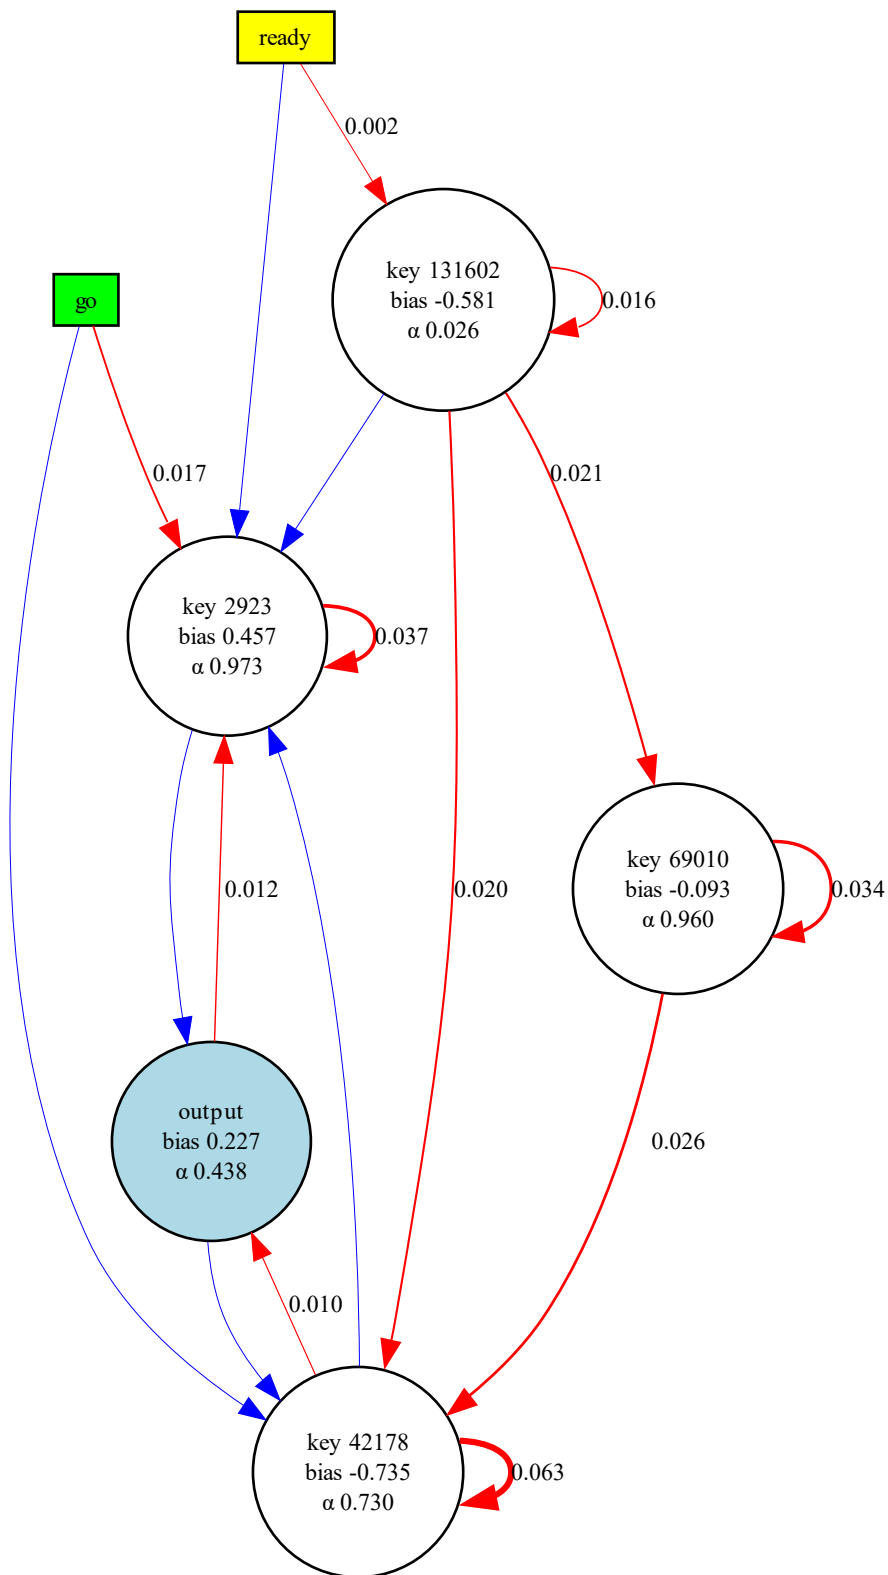 ready
0.002
key 131602
bias -0.581
α 0.026
0.016
go
0.017
0.021
key 2923
bias 0.457
α 0.973
0.037
key 69010
bias -0.093
α 0.960
0.034
0.012
0.020
output
bias 0.227
α 0.438
0.026
0.010
key 42178
bias -0.735
α 0.730
0.063